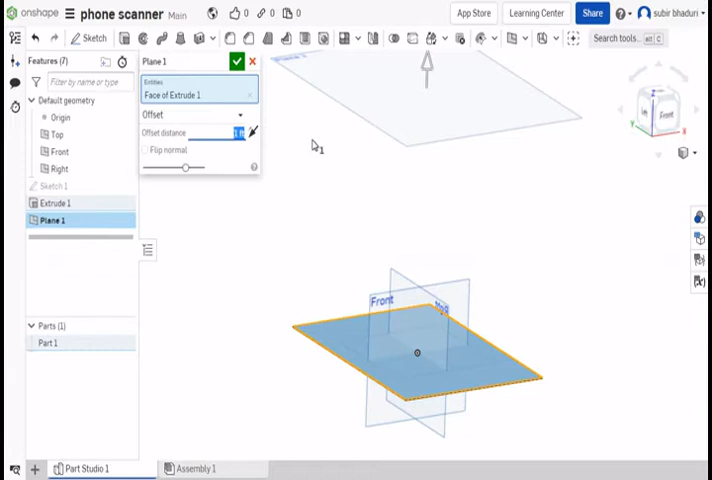 onshape
phone scanner Main
0
0
0
App Store
Learning Center
Share
subir bhaduri
Sketch
Search tools...
alt C
Features (7)
Filter by name or type
Default geometry
Origin
Top
Front
Right
Sketch 1
Extrude 1
Plane 1
Parts (1)
Part 1
Plane 1
Entities
Face of Extrude 1
Offset
Offset distance
Flip normal
1
Z
Front
Y
X
Front
Part Studio 1
Assembly 1